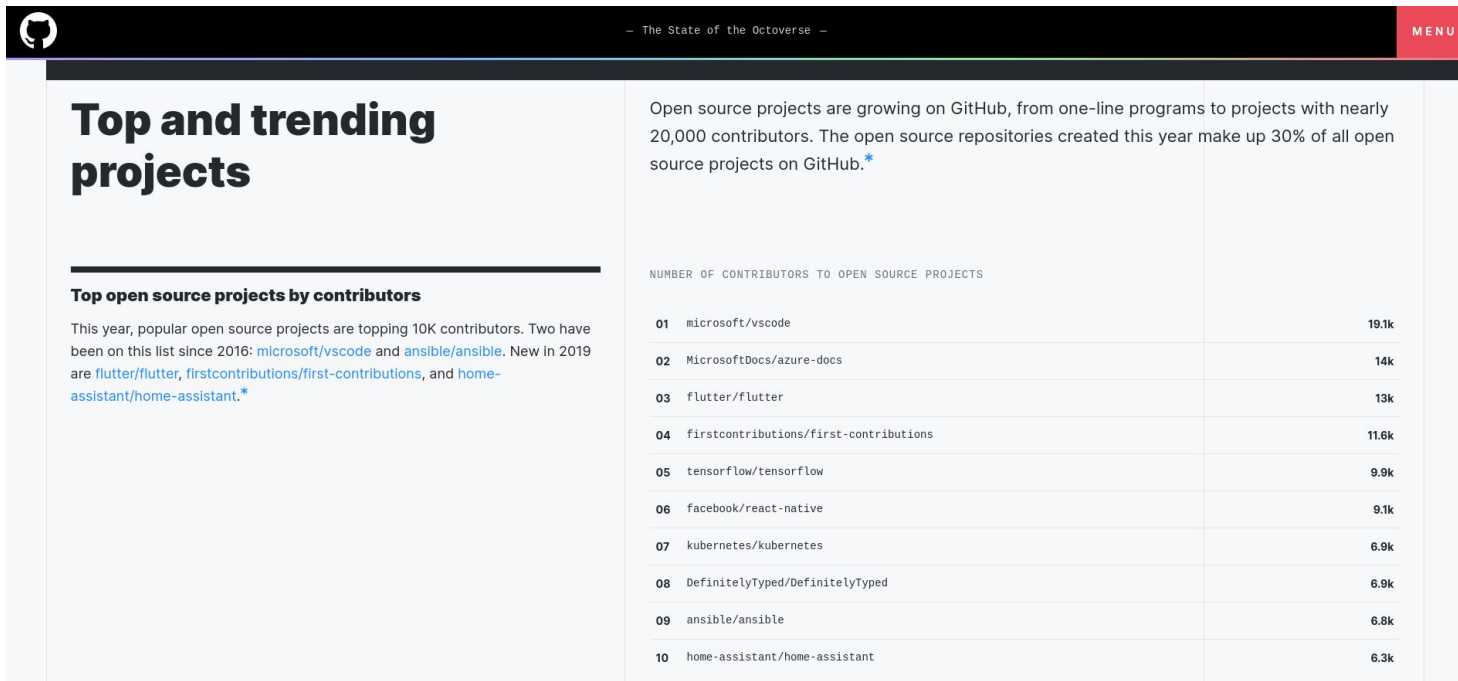 — The State of the Octoverse —
MENU
Top and trending
projects
Open source projects are growing on GitHub, from one-line programs to projects with nearly
20,000 contributors. The open source repositories created this year make up 30% of all open
source projects on GitHub.*
Top open source projects by contributors
This year, popular open source projects are topping 10K contributors. Two have
been on this list since 2016: microsoft/vscode and ansible/ansible. New in 2019
are flutter/flutter, firstcontributions/first-contributions, and home-
assistant/home-assistant.*
NUMBER OF CONTRIBUTORS TO OPEN SOURCE PROJECTS
01 microsoft/vscode 19.1k
02 MicrosoftDocs/azure-docs 14k
03 flutter/flutter 13k
04 firstcontributions/first-contributions 11.6k
05 tensorflow/tensorflow 9.9k
06 facebook/react-native 9.1k
07 kubernetes/kubernetes 6.9k
08 DefinitelyTyped/DefinitelyTyped 6.9k
09 ansible/ansible 6.8k
10 home-assistant/home-assistant 6.3k